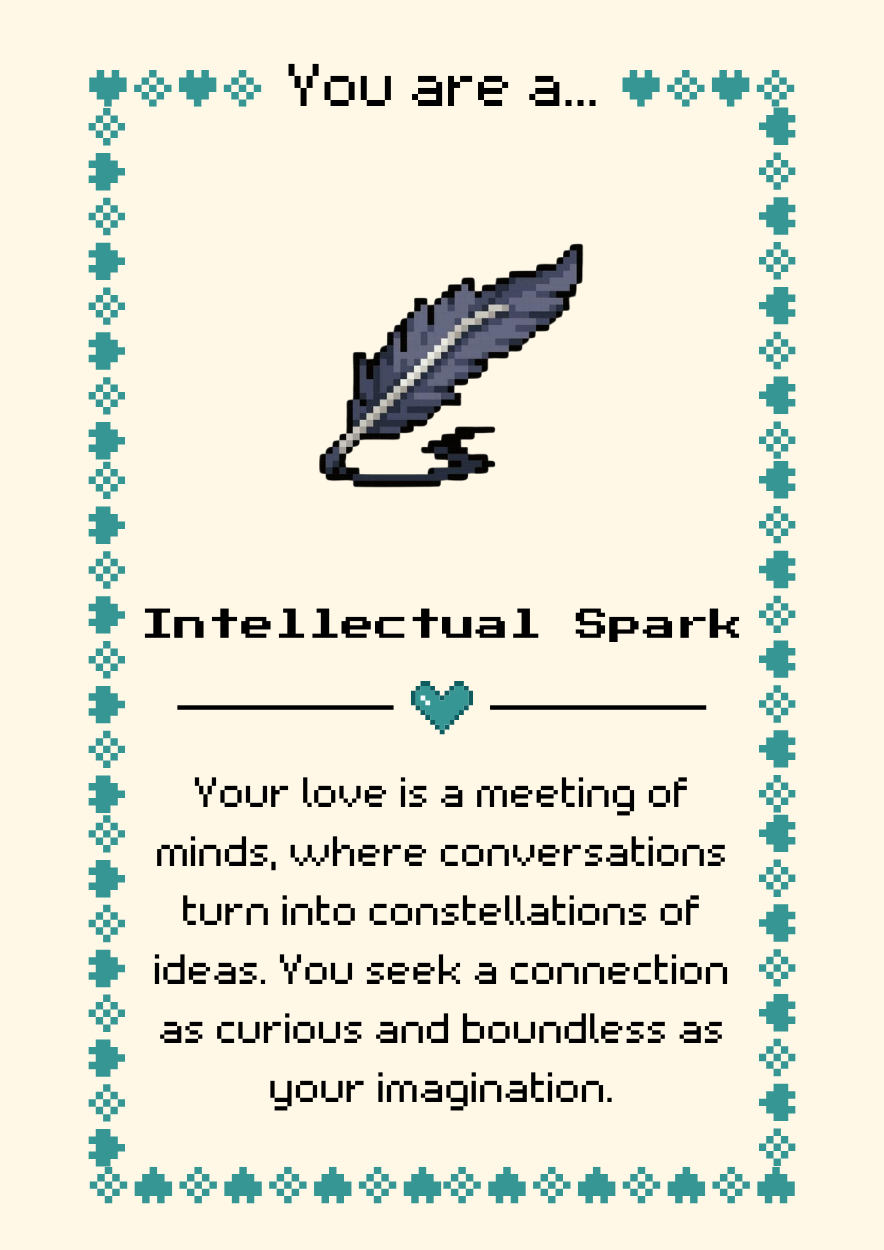 You are a...
Intellectual Spark
Your love is a meeting of
minds, where conversations
turn into constellations of
ideas. You seek a connection
as curious and boundless as
your imagination.